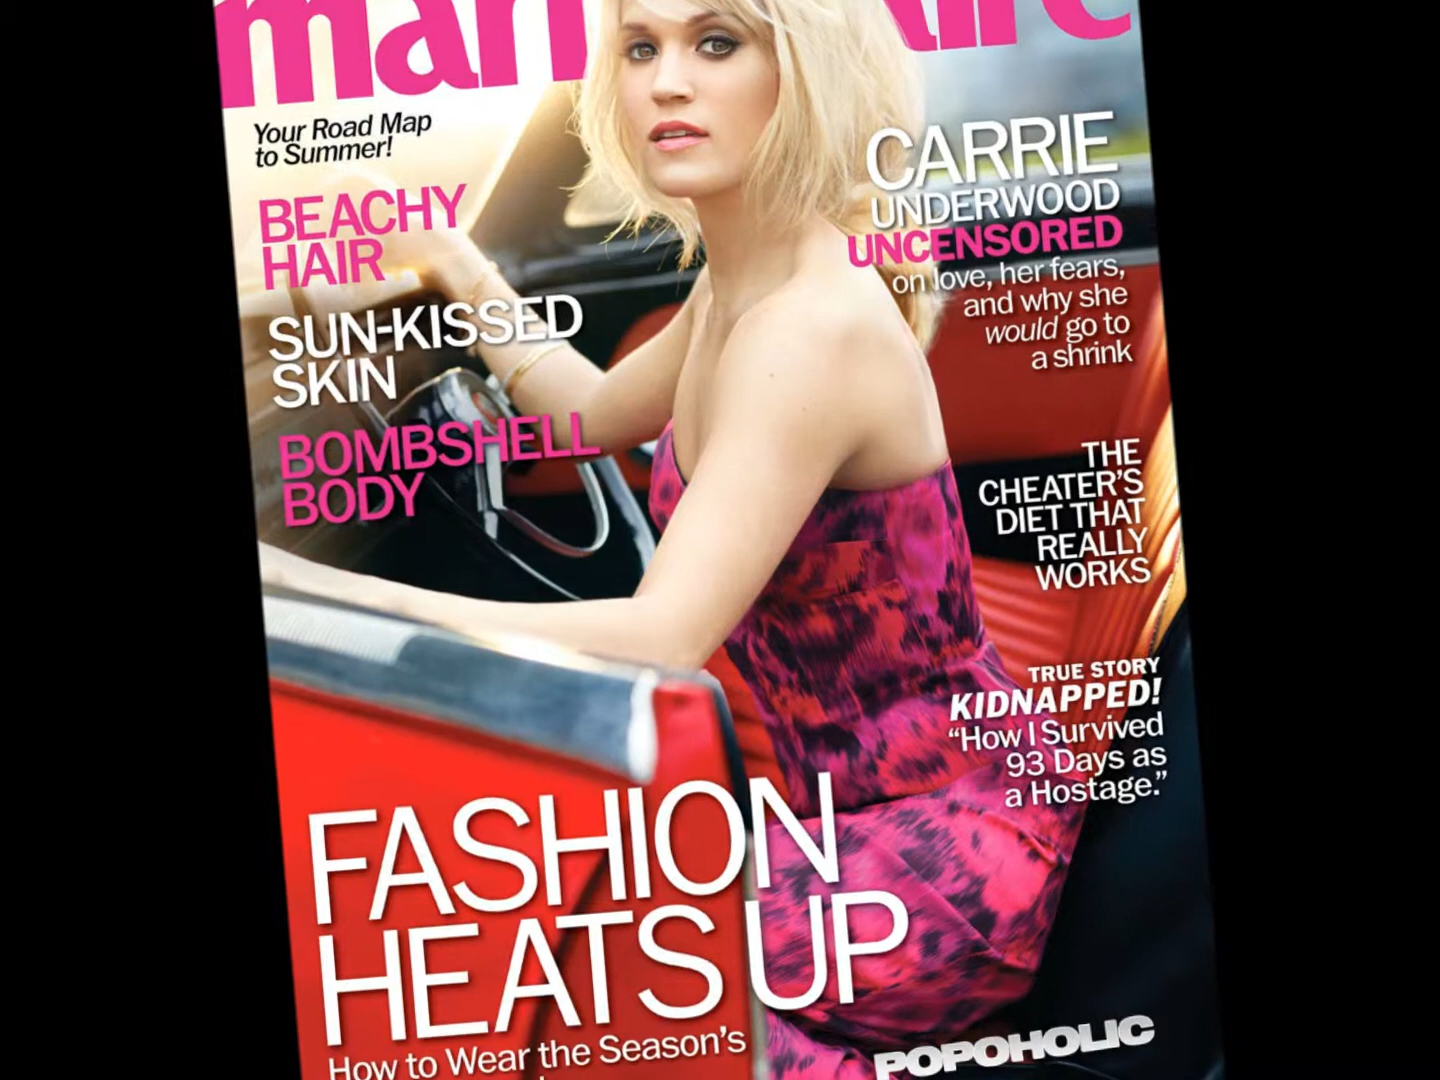 marie claire
Your Road Map
to Summer!
BEACHY
HAIR
SUN-KISSED
SKIN
BOMBSHELL
BODY
CARRIE
UNDERWOOD
UNCENSORED
on love, her fears,
and why she
would go to
a shrink
THE
CHEATER'S
DIET THAT
REALLY
WORKS
TRUE STORY
KIDNAPPED!
“How I Survived
93 Days as
a Hostage.”
FASHION
HEATS UP
How to Wear the Season's
POPOHOLIC